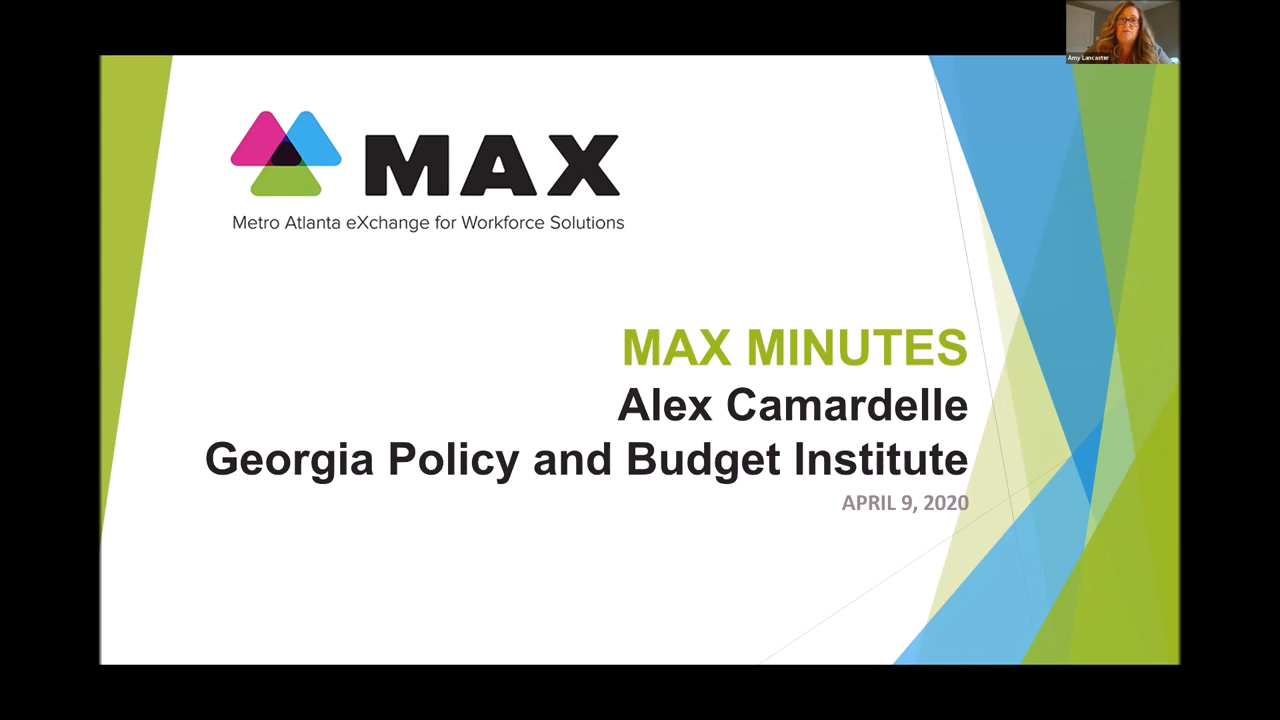 Amy Lancaster
MAX
Metro Atlanta eXchange for Workforce Solutions
MAX MINUTES
Alex Camardelle
Georgia Policy and Budget Institute
APRIL 9, 2020